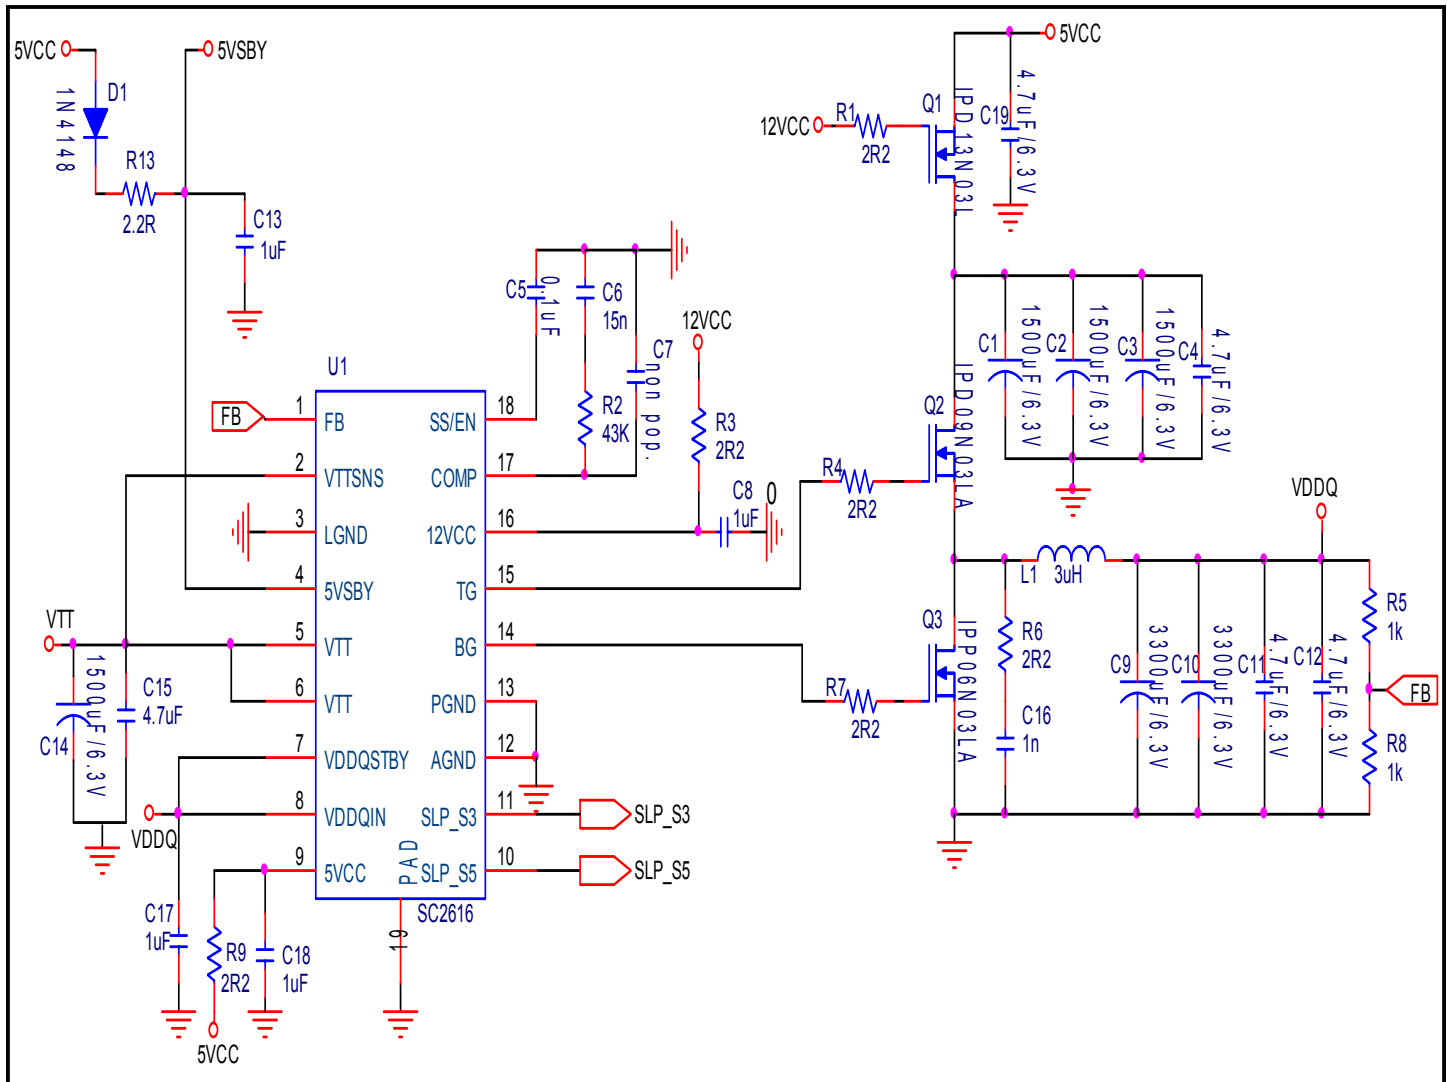 5VCC
5VSBY
D1
1N4148
R13
2.2R
C13
1uF
5VCC
Q1
IPD13N03L
C19
4.7uF/6.3V
12VCC
R1
2R2
C5
0.1uF
C6
15n
C7
non pop.
12VCC
R2
43K
R3
2R2
C8
1uF
0
C1
1500uF/6.3V
C2
1500uF/6.3V
C3
1500uF/6.3V
C4
4.7uF/6.3V
Q2
IPD09N03LA
R4
2R2
VDDQ
L1
3uH
Q3
IPP06N03LA
R7
2R2
R6
2R2
C16
1n
C9
3300uF/6.3V
C10
3300uF/6.3V
C11
4.7uF/6.3V
C12
4.7uF/6.3V
R5
1k
FB
R8
1k
U1
FB
1
FB
2
VTTSNS
3
LGND
4
5VSBY
5
VTT
6
VTT
7
VDDQSTBY
8
VDDQIN
9
5VCC
18
SS/EN
17
COMP
16
12VCC
15
TG
14
BG
13
PGND
12
AGND
11
SLP_S3
10
SLP_S5
PAD
19
SC2616
SLP_S3
SLP_S5
VTT
C14
1500uF/6.3V
C15
4.7uF
VDDQ
C17
1uF
R9
2R2
C18
1uF
5VCC